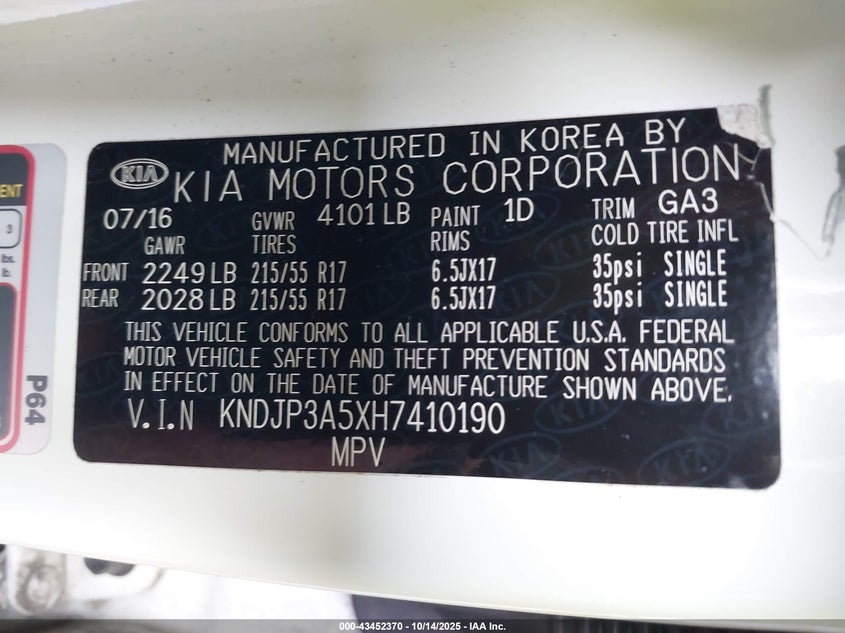 MANUFACTURED IN KOREA BY
KIA KIA MOTORS CORPORATION
07/16 GVWR 4101 LB PAINT 1D TRIM GA3
GAWR TIRES RIMS COLD TIRE INFL
FRONT 2249 LB 215/55 R17 6.5JX17 35psi SINGLE
REAR 2028 LB 215/55 R17 6.5JX17 35psi SINGLE
THIS VEHICLE CONFORMS TO ALL APPLICABLE U.S.A. FEDERAL
MOTOR VEHICLE SAFETY AND THEFT PREVENTION STANDARDS
IN EFFECT ON THE DATE OF MANUFACTURE SHOWN ABOVE.
V.I.N KNDJP3A5XH7410190
MPV
3
lbs.
lb.
P64
000-43452370 - 10/14/2025 - IAA Inc.